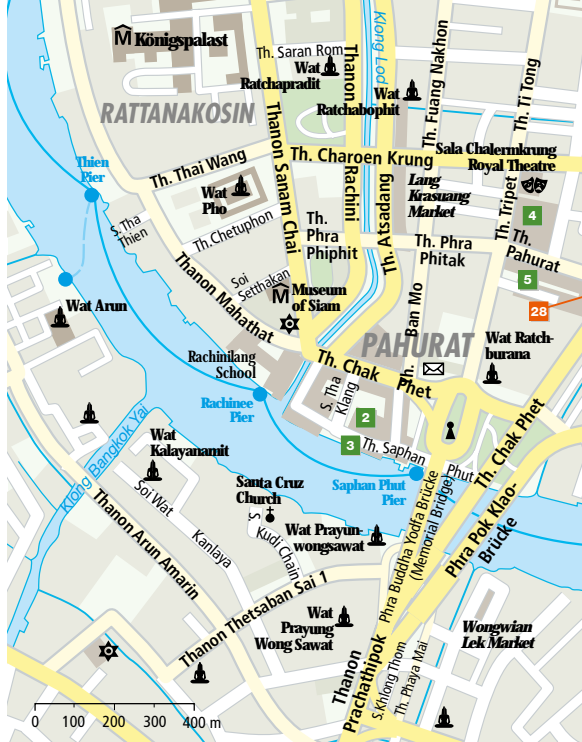 Königspalast
Th. Saran Rom
Wat
Ratchapradit
Klong Lod
Thanon
Rachini
Wat
Ratchabophit
Th. Fuang Nakhon
Th. Ti Tong
RATTANAKOSIN
Thanon Sanam Chai
Th. Charoen Krung
Sala Chalermkrung
Royal Theatre
Thien
Pier
Th. Thai Wang
Wat
Pho
Lang
Krasuang
Market
Th. Atsadang
Th. Tripet
4
S. Tha
Thien
Th. Chetuphon
Th.
Phra
Phiphit
Th. Phra
Phitak
Th.
Pahurat
5
28
Thanon Mahathat
Soi
Setthakan
Museum
of Siam
Th. Ban Mo
Wat Arun
PAHURAT
Wat Ratch-
burana
Rachinilang
School
Th. Chak
Phet
Rachinee
Pier
S. Tha
Klang
2
3
Th. Saphan
Phut
Th. Chak Phet
Klong Bangkok Yai
Wat
Kalayanamit
Saphan Phut
Pier
Santa Cruz
Church
Soi Wat
Kanlaya
S.
Kudi Chain
Wat Prayun-
wongsawat
Phra Buddha Yodfa Brücke
(Memorial Bridge)
Phra Pok Klao-
Brücke
Thanon Arun Amarin
Thanon Thetsaban Sai 1
Wat
Prayung
Wong Sawat
Wongwian
Lek Market
Thanon
Prachathipok
S.Khlong Thom
Th. Phaya Mai
0 100 200 300 400 m